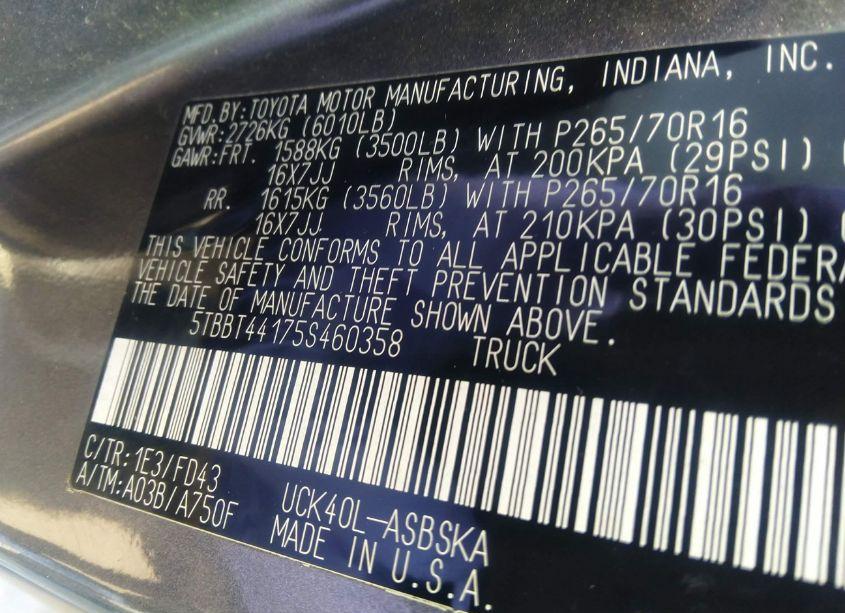 MFD. BY: TOYOTA MOTOR MANUFACTURING, INDIANA, INC.
GVWR: 2726KG (6010LB)
GAWR: FRT. 1588KG (3500LB) WITH P265/70R16
16X7JJ RIMS, AT 200KPA (29PSI) (
RR. 1615KG (3560LB) WITH P265/70R16
16X7JJ RIMS, AT 210KPA (30PSI) (
THIS VEHICLE CONFORMS TO ALL APPLICABLE FEDERA
VEHICLE SAFETY AND THEFT PREVENTION STANDARDS
THE DATE OF MANUFACTURE SHOWN ABOVE.
5TBBT44175S460358 TRUCK
C/TR: 1E3/FD43
A/TM: A03B/A750F
UCK40L-ASBSKA
MADE IN U.S.A.